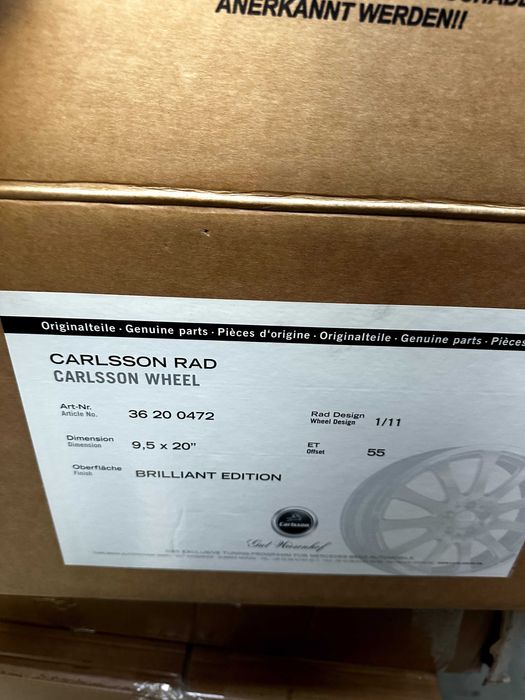 ANERKANNT WERDEN!!
Originalteile · Genuine parts · Pièces d'origine · Originalteile · Genuine parts · Pièces
CARLSSON RAD
CARLSSON WHEEL
Art-Nr.
Article No.
36 20 0472
Rad Design
Wheel Design
1/11
Dimension
Dimension
9,5 x 20"
ET
Offset
55
Oberfläche
Finish
BRILLIANT EDITION
Carlsson
Gut Wiesenhof